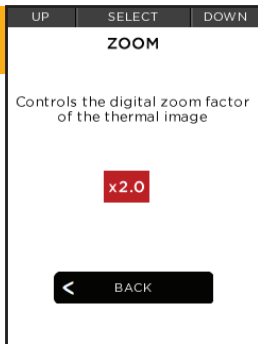 UP SELECT DOWN
ZOOM
Controls the digital zoom factor
of the thermal image
x2.0
< BACK